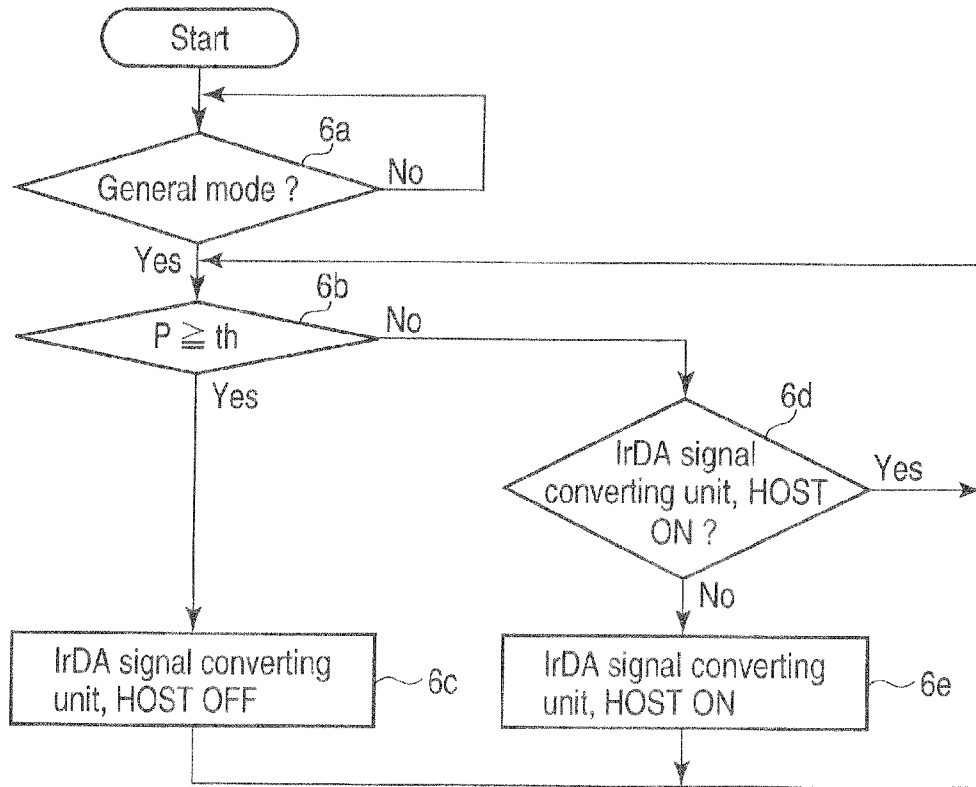 Start
6a
General mode ?
No
Yes
6b
P ≧ th
No
Yes
6d
IrDA signal
converting unit, HOST
ON ?
Yes
No
IrDA signal converting
unit, HOST OFF
6c
IrDA signal converting
unit, HOST ON
6e